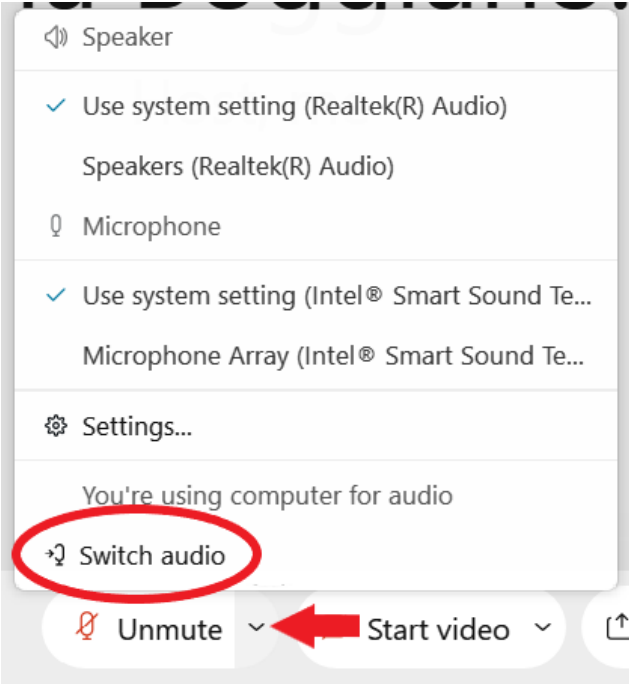 Speaker
Use system setting (Realtek(R) Audio)
Speakers (Realtek(R) Audio)
Microphone
Use system setting (Intel® Smart Sound Te...
Microphone Array (Intel® Smart Sound Te...
Settings...
You're using computer for audio
Switch audio
Unmute
Start video